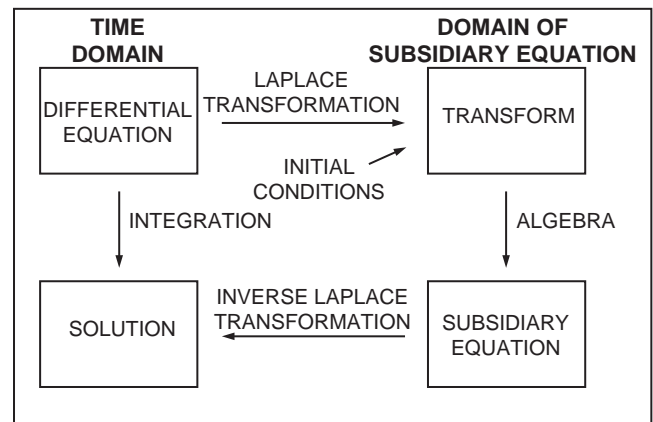 TIME
DOMAIN
DOMAIN OF
SUBSIDIARY EQUATION
DIFFERENTIAL
EQUATION
LAPLACE
TRANSFORMATION
TRANSFORM
INITIAL
CONDITIONS
INTEGRATION
ALGEBRA
SOLUTION
INVERSE LAPLACE
TRANSFORMATION
SUBSIDIARY
EQUATION